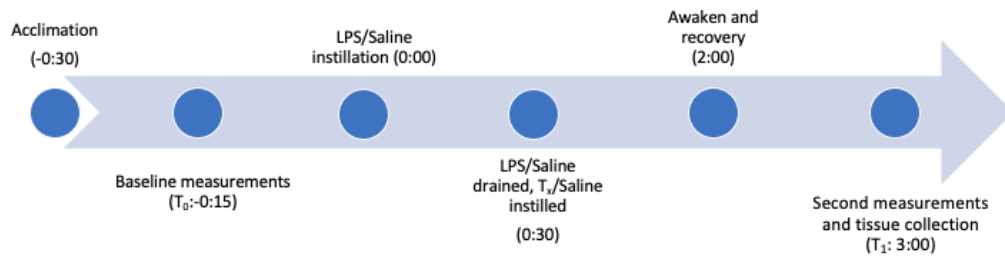 Acclimation
(-0:30)
Baseline measurements
(T₀:-0:15)
LPS/Saline
instillation (0:00)
LPS/Saline
drained, Tₓ/Saline
instilled
(0:30)
Awaken and
recovery
(2:00)
Second measurements
and tissue collection
(T₁: 3:00)